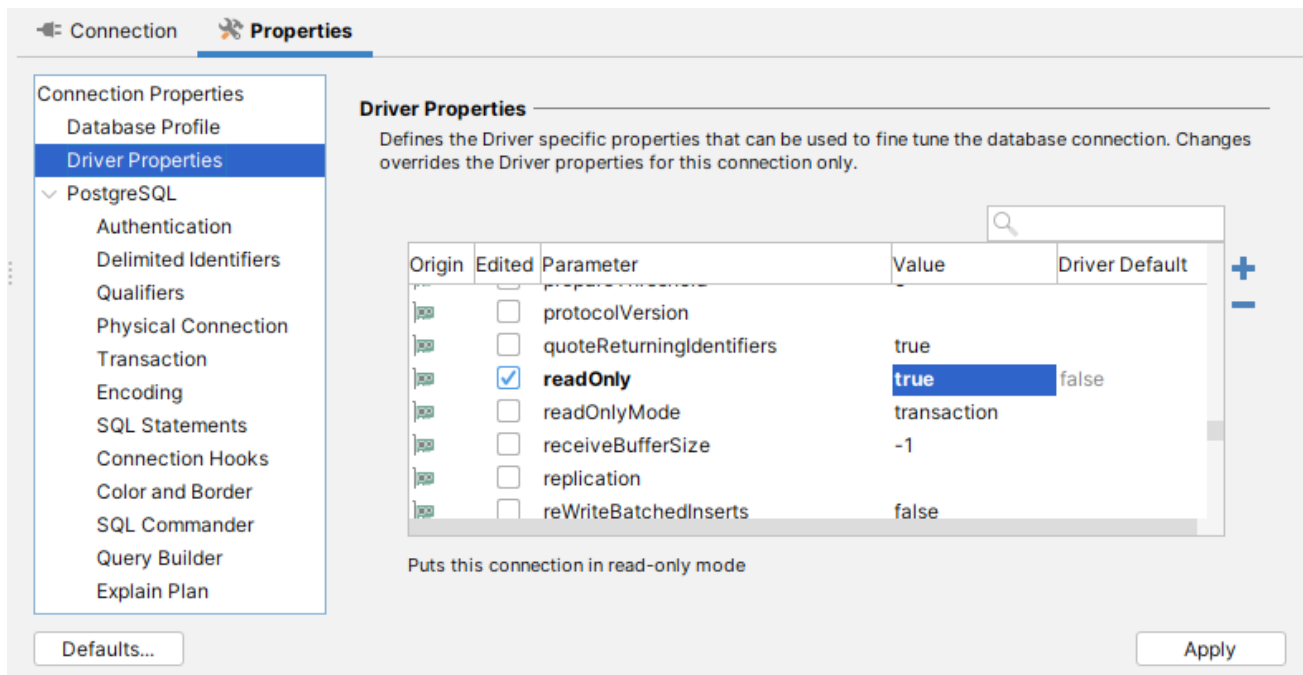 Connection Properties
Connection Properties
Database Profile
Driver Properties
PostgreSQL
Authentication
Delimited Identifiers
Qualifiers
Physical Connection
Transaction
Encoding
SQL Statements
Connection Hooks
Color and Border
SQL Commander
Query Builder
Explain Plan
Defaults...
Driver Properties
Defines the Driver specific properties that can be used to fine tune the database connection. Changes
overrides the Driver properties for this connection only.
Origin Edited Parameter Value Driver Default
protocolVersion
quoteReturningIdentifiers true
readOnly true false
readOnlyMode transaction
receiveBufferSize -1
replication
reWriteBatchedInserts false
Puts this connection in read-only mode
Apply